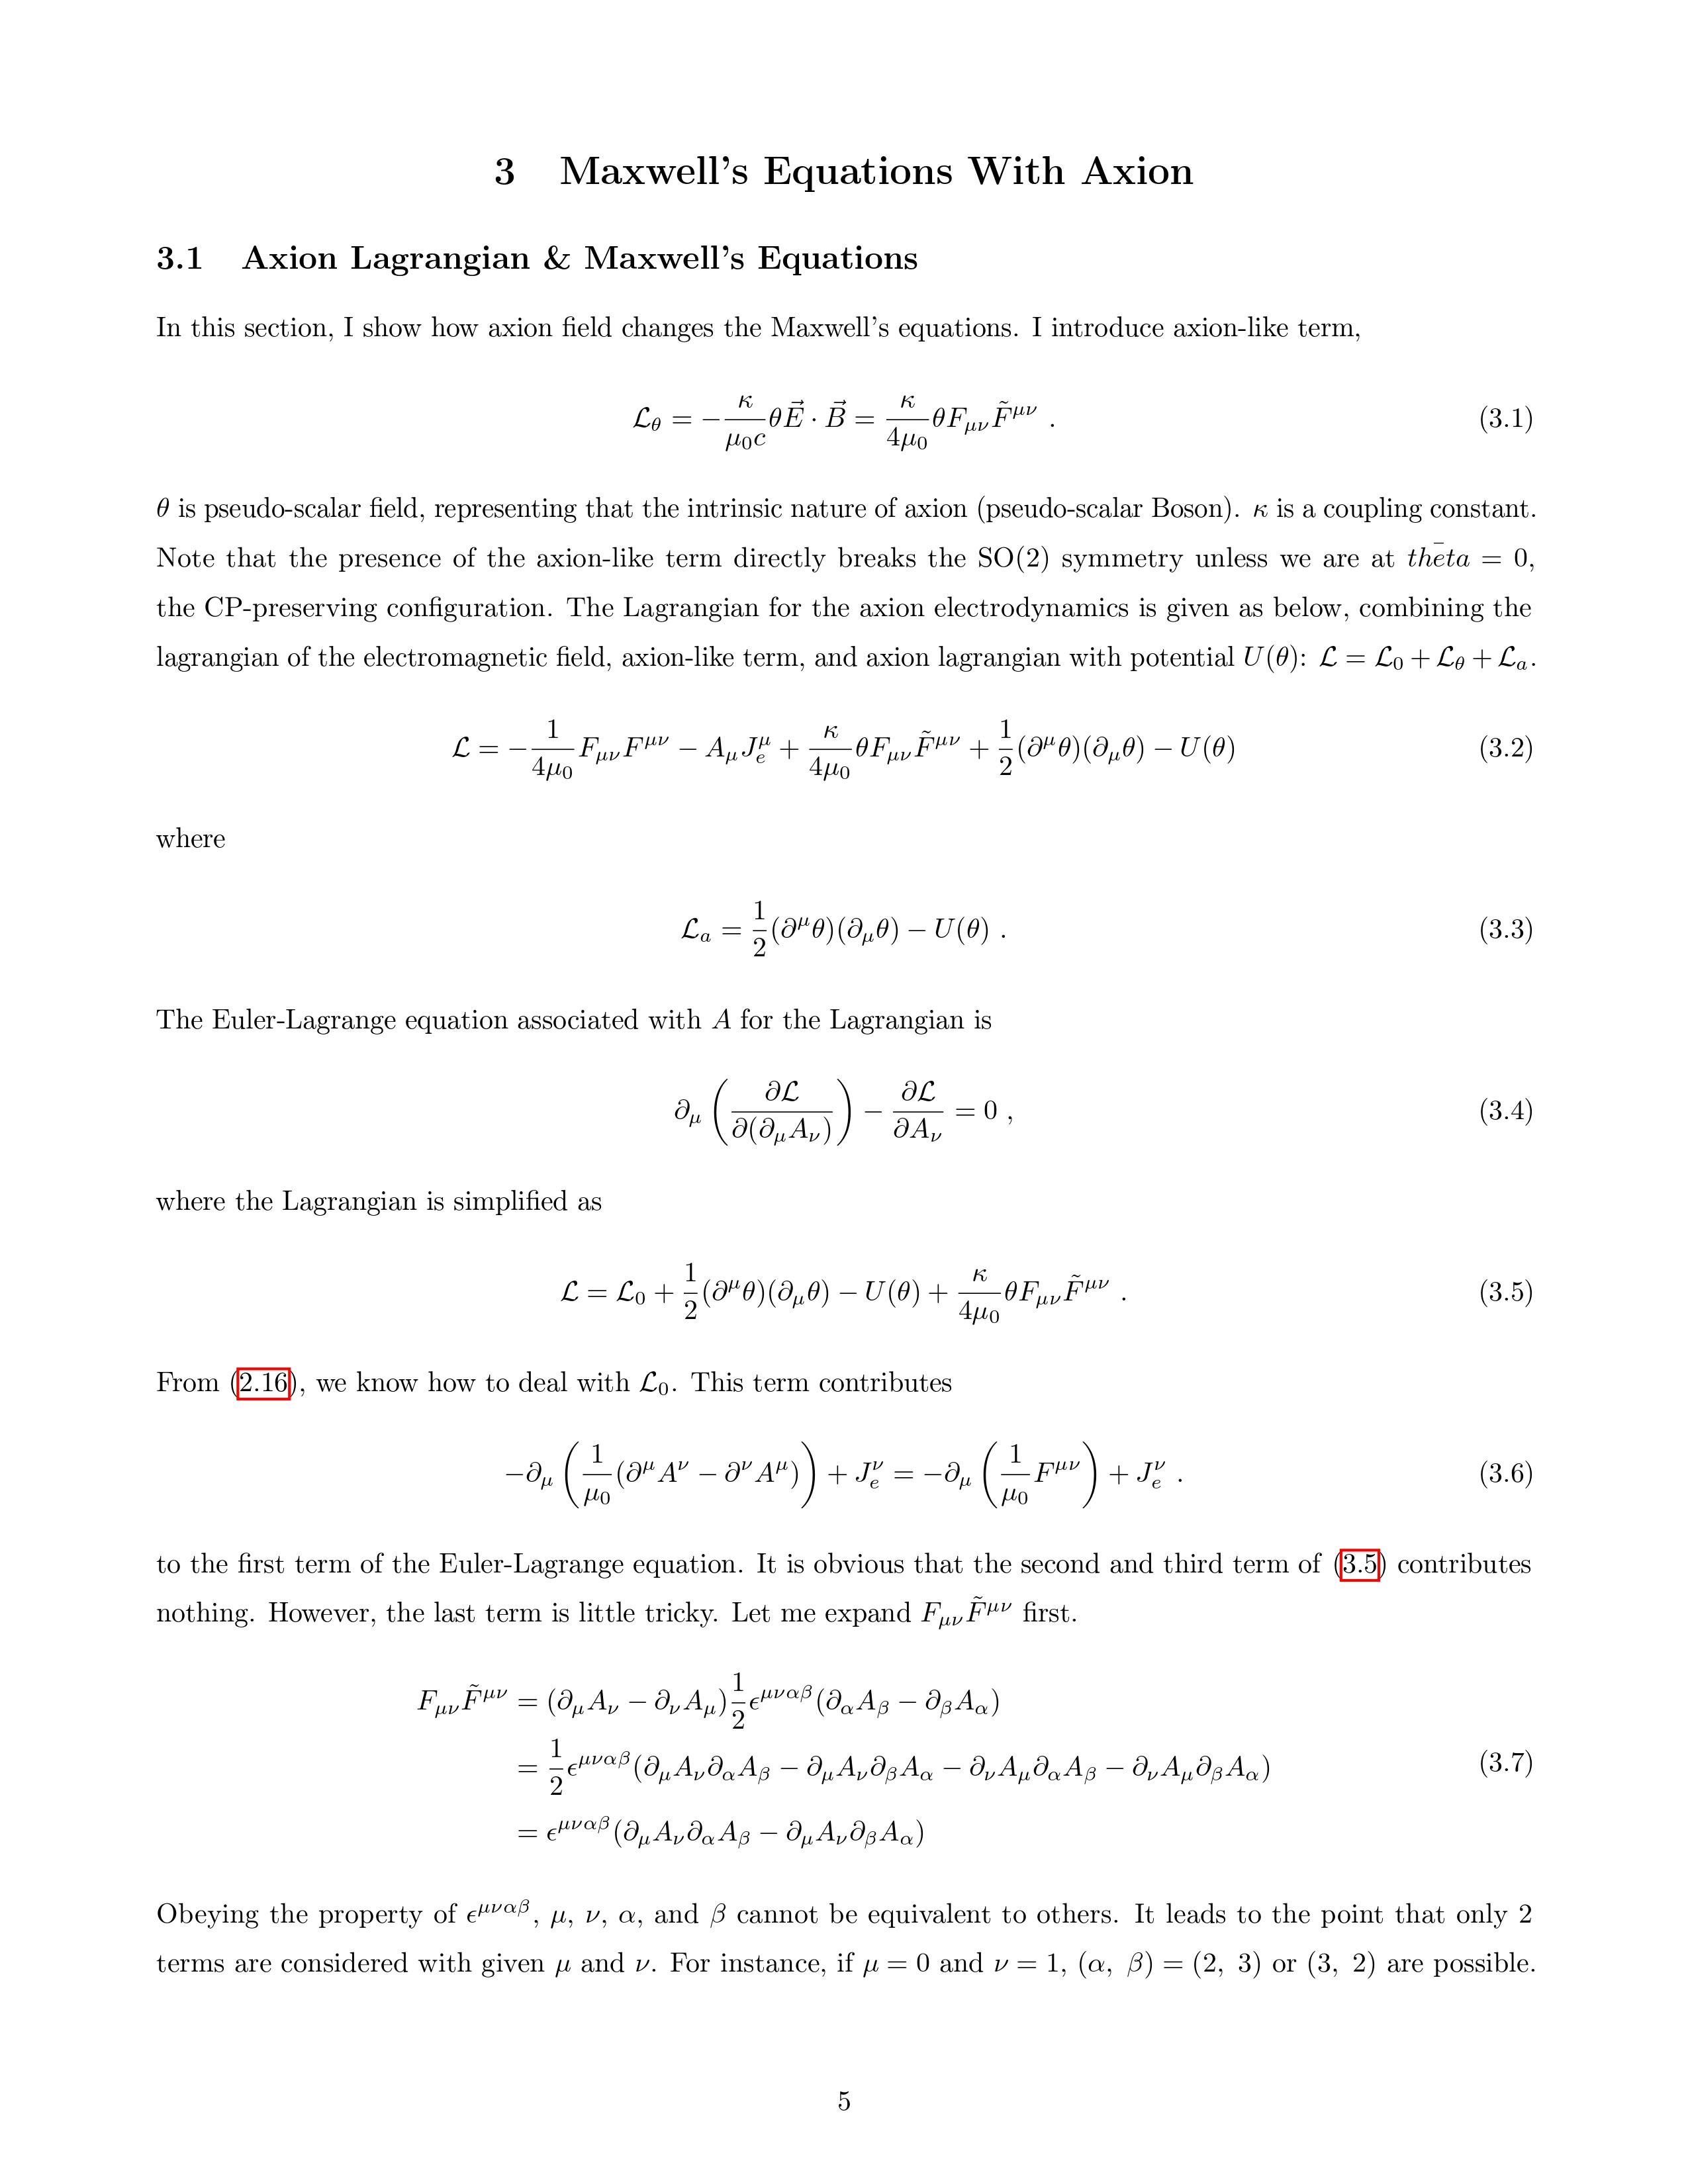 3 Maxwell's Equations With Axion
3.1 Axion Lagrangian & Maxwell's Equations
In this section, I show how axion field changes the Maxwell's equations. I introduce axion-like term,
$\mathcal{L}_\theta = -\frac{\kappa}{\mu_0 c}\theta \vec{E} \cdot \vec{B} = \frac{\kappa}{4\mu_0}\theta F_{\mu\nu}\tilde{F}^{\mu\nu}$ . (3.1)
θ is pseudo-scalar field, representing that the intrinsic nature of axion (pseudo-scalar Boson). κ is a coupling constant.
Note that the presence of the axion-like term directly breaks the SO(2) symmetry unless we are at $\bar{theta} = 0$,
the CP-preserving configuration. The Lagrangian for the axion electrodynamics is given as below, combining the
lagrangian of the electromagnetic field, axion-like term, and axion lagrangian with potential $U(\theta)$: $\mathcal{L} = \mathcal{L}_0 + \mathcal{L}_\theta + \mathcal{L}_a$.
$\mathcal{L} = -\frac{1}{4\mu_0}F_{\mu\nu}F^{\mu\nu} - A_\mu J_e^\mu + \frac{\kappa}{4\mu_0}\theta F_{\mu\nu}\tilde{F}^{\mu\nu} + \frac{1}{2}(\partial^\mu\theta)(\partial_\mu\theta) - U(\theta)$ (3.2)
where
$\mathcal{L}_a = \frac{1}{2}(\partial^\mu\theta)(\partial_\mu\theta) - U(\theta)$ . (3.3)
The Euler-Lagrange equation associated with $A$ for the Lagrangian is
$\partial_\mu \left( \frac{\partial\mathcal{L}}{\partial(\partial_\mu A_\nu)} \right) - \frac{\partial\mathcal{L}}{\partial A_\nu} = 0$ , (3.4)
where the Lagrangian is simplified as
$\mathcal{L} = \mathcal{L}_0 + \frac{1}{2}(\partial^\mu\theta)(\partial_\mu\theta) - U(\theta) + \frac{\kappa}{4\mu_0}\theta F_{\mu\nu}\tilde{F}^{\mu\nu}$ . (3.5)
From (2.16), we know how to deal with $\mathcal{L}_0$. This term contributes
$-\partial_\mu \left( \frac{1}{\mu_0}(\partial^\mu A^\nu - \partial^\nu A^\mu) \right) + J_e^\nu = -\partial_\mu \left( \frac{1}{\mu_0}F^{\mu\nu} \right) + J_e^\nu$ . (3.6)
to the first term of the Euler-Lagrange equation. It is obvious that the second and third term of (3.5) contributes
nothing. However, the last term is little tricky. Let me expand $F_{\mu\nu}\tilde{F}^{\mu\nu}$ first.
$F_{\mu\nu}\tilde{F}^{\mu\nu} = (\partial_\mu A_\nu - \partial_\nu A_\mu)\frac{1}{2}\epsilon^{\mu\nu\alpha\beta}(\partial_\alpha A_\beta - \partial_\beta A_\alpha)$
$= \frac{1}{2}\epsilon^{\mu\nu\alpha\beta}(\partial_\mu A_\nu \partial_\alpha A_\beta - \partial_\mu A_\nu \partial_\beta A_\alpha - \partial_\nu A_\mu \partial_\alpha A_\beta - \partial_\nu A_\mu \partial_\beta A_\alpha)$ (3.7)
$= \epsilon^{\mu\nu\alpha\beta}(\partial_\mu A_\nu \partial_\alpha A_\beta - \partial_\mu A_\nu \partial_\beta A_\alpha)$
Obeying the property of $\epsilon^{\mu\nu\alpha\beta}$, μ, ν, α, and β cannot be equivalent to others. It leads to the point that only 2
terms are considered with given μ and ν. For instance, if μ = 0 and ν = 1, (α, β) = (2, 3) or (3, 2) are possible.
5